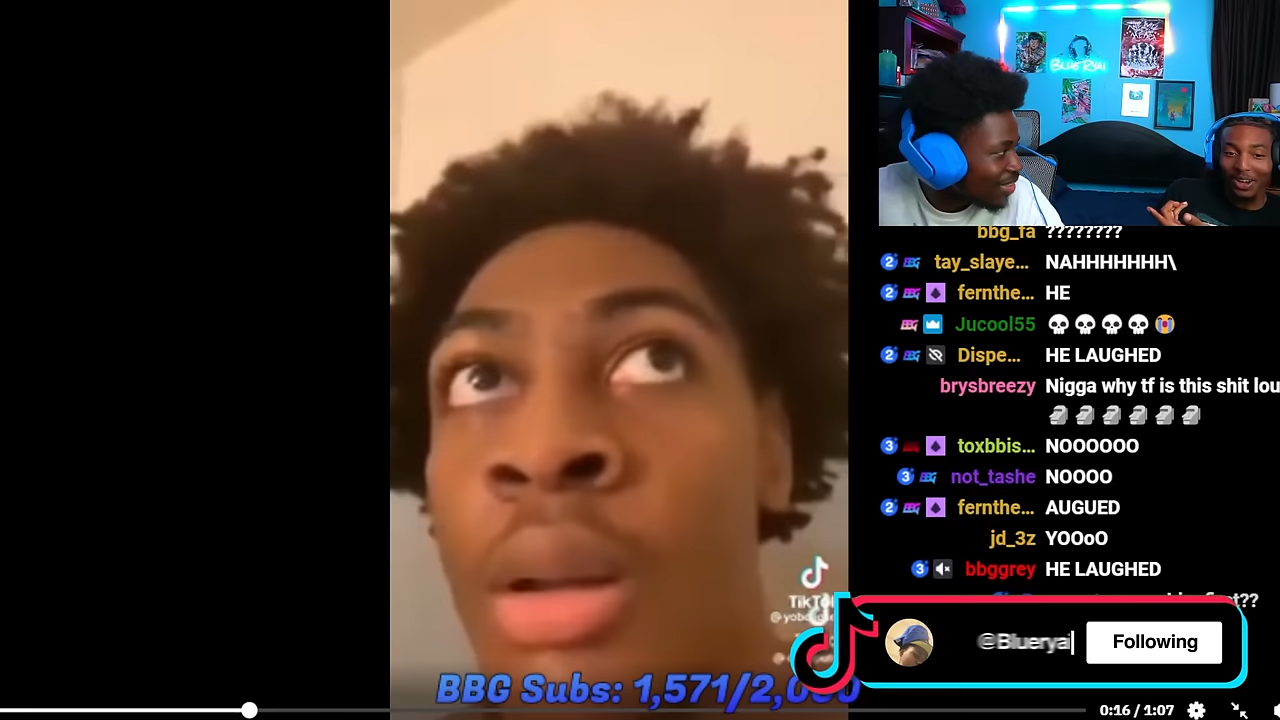 BLUE RYAI
bbg_fa ????????
tay_slaye... NAHHHHHHH\
fernthe... HE
Jucool55 💀💀💀💀😭
Dispe... HE LAUGHED
brysbreezy Nigga why tf is this shit lou
🗿🗿🗿🗿🗿🗿
toxbbis... NOOOOOO
not_tashe NOOOO
fernthe... AUGUED
jd_3z YOOoO
bbggrey HE LAUGHED
TikTok
@Blueryai
Following
BBG Subs: 1,571/2,000
0:16 / 1:07